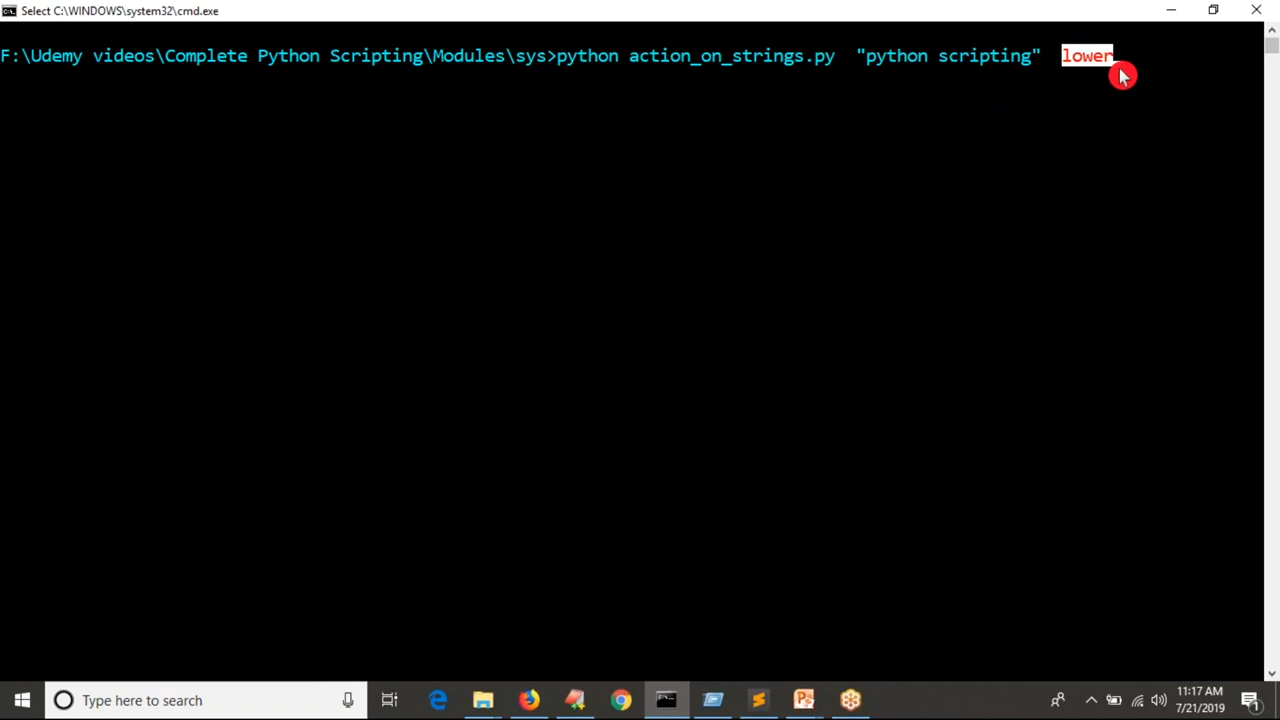 Select C:\WINDOWS\system32\cmd.exe
F:\Udemy videos\Complete Python Scripting\Modules\sys>python action_on_strings.py  "python scripting"  lower
Type here to search
11:17 AM
7/21/2019
1